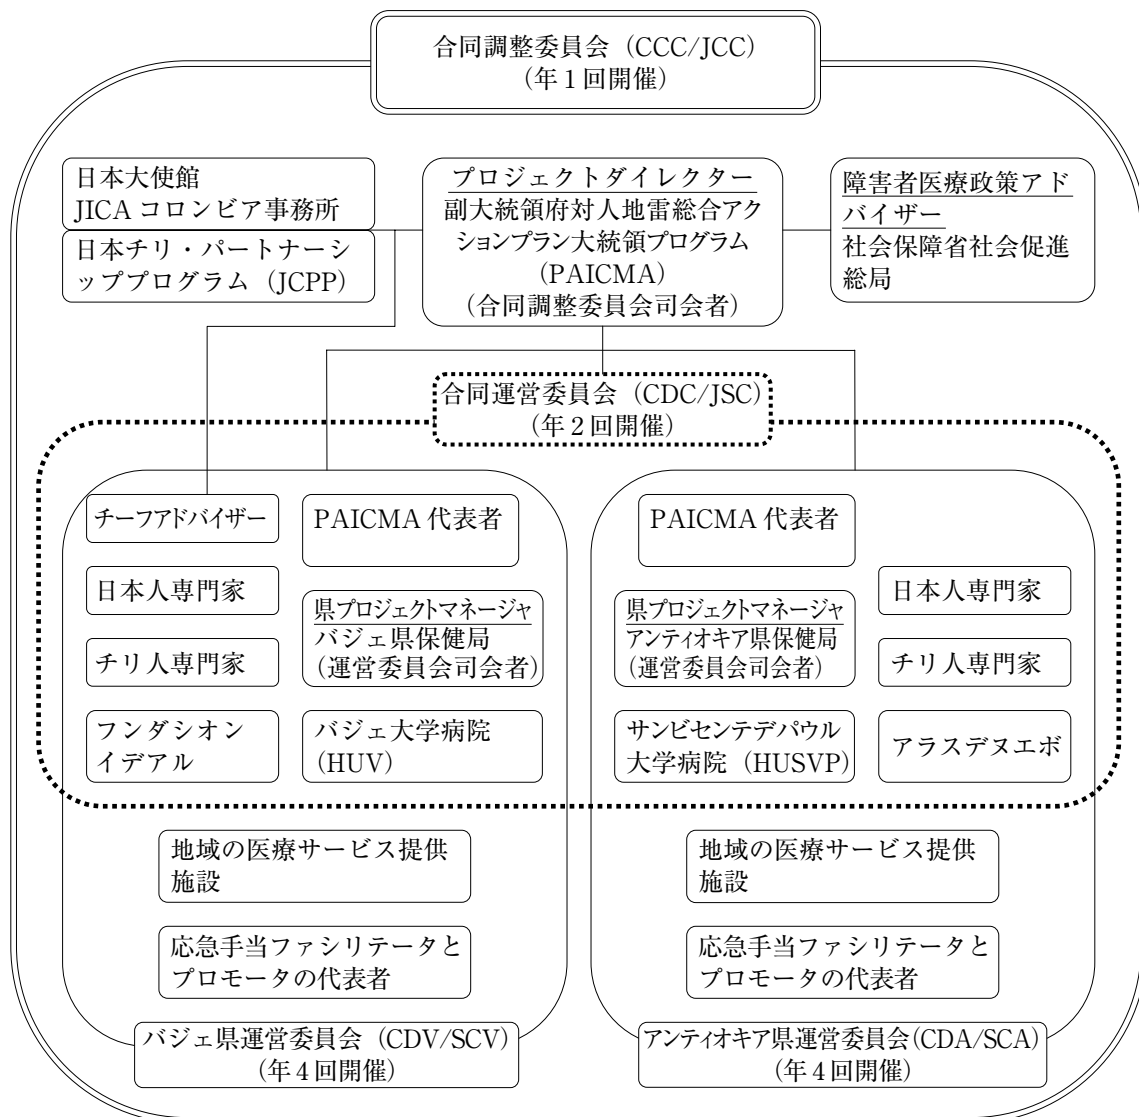 合同調整委員会（CCC/JCC）
（年１回開催）
日本大使館
JICA コロンビア事務所
日本チリ・パートナーシ
ッププログラム（JCPP）
プロジェクトダイレクター
副大統領府対人地雷総合アク
ションプラン大統領プログラム
(PAICMA)
（合同調整委員会司会者）
障害者医療政策アド
バイザー
社会保障省社会促進
総局
合同運営委員会（CDC/JSC）
（年２回開催）
チーフアドバイザー
日本人専門家
チリ人専門家
フンダシオン
イデアル
PAICMA 代表者
県プロジェクトマネージャ
バジェ県保健局
（運営委員会司会者）
バジェ大学病院
(HUV)
PAICMA 代表者
県プロジェクトマネージャ
アンティオキア県保健局
（運営委員会司会者）
サンビセンテデパウル
大学病院（HUSVP）
日本人専門家
チリ人専門家
アラスデヌエボ
地域の医療サービス提供
施設
応急手当ファシリテータと
プロモータの代表者
バジェ県運営委員会（CDV/SCV）
（年４回開催）
地域の医療サービス提供
施設
応急手当ファシリテータと
プロモータの代表者
アンティオキア県運営委員会(CDA/SCA)
（年４回開催）